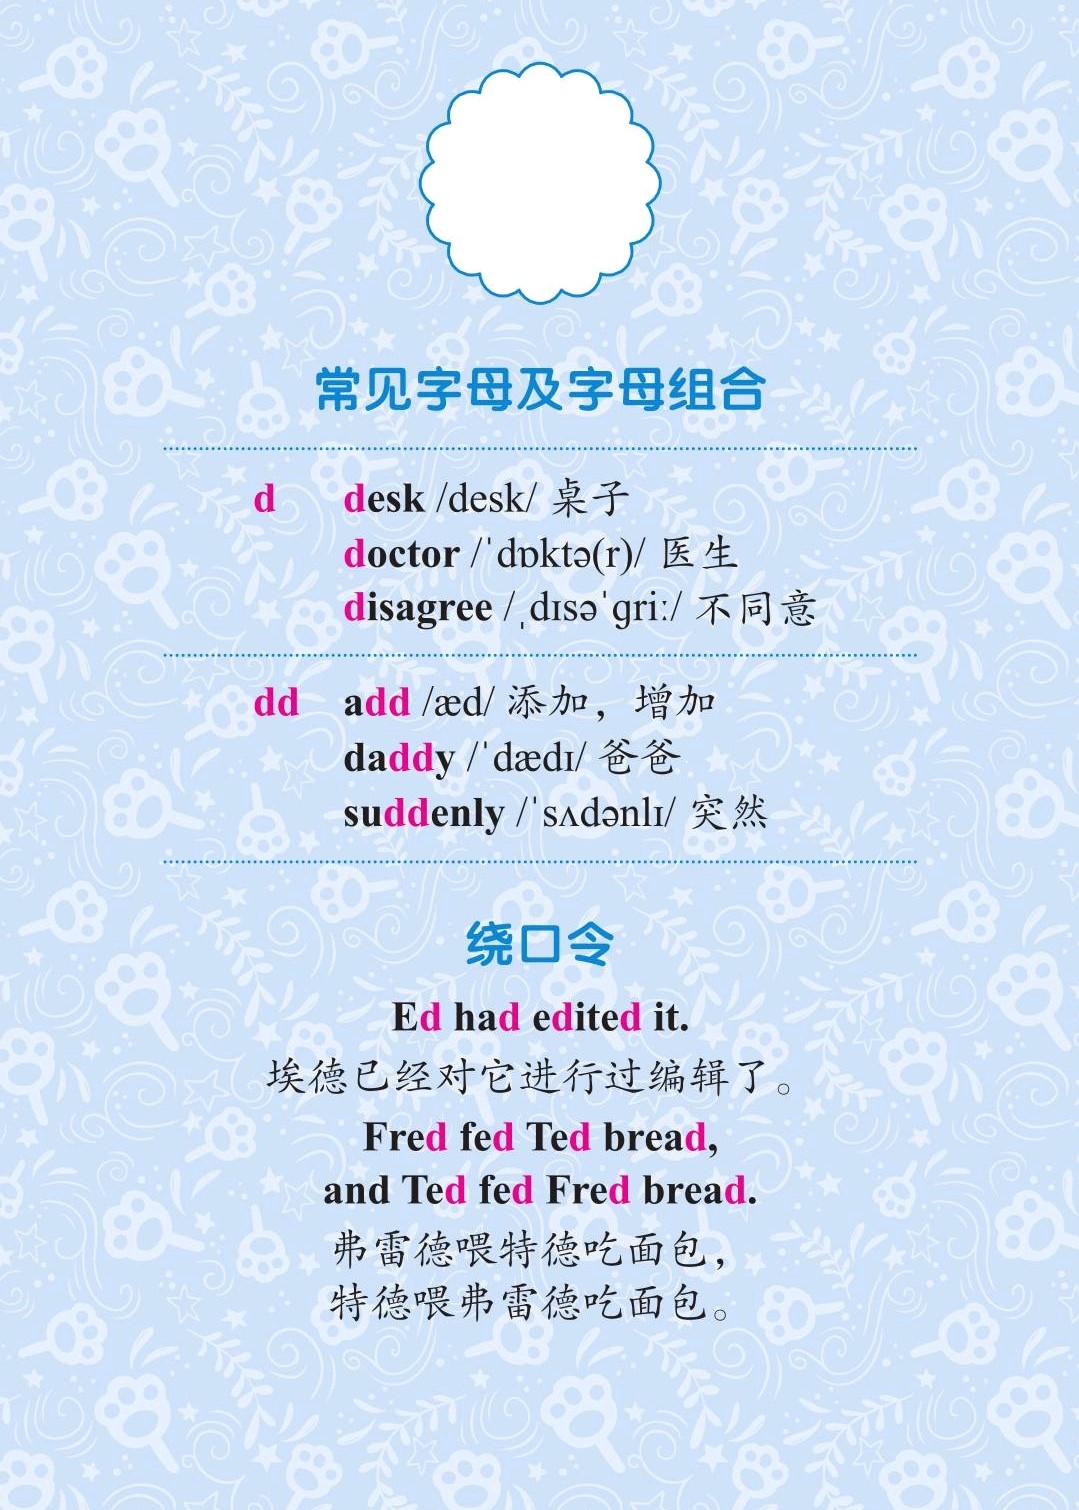 常见字母及字母组合
d desk /desk/ 桌子
doctor /ˈdɒktə(r)/ 医生
disagree /ˌdɪsəˈɡriː/ 不同意
dd add /æd/ 添加，增加
daddy /ˈdædɪ/ 爸爸
suddenly /ˈsʌdənlɪ/ 突然
绕口令
Ed had edited it.
埃德已经对它进行过编辑了。
Fred fed Ted bread,
and Ted fed Fred bread.
弗雷德喂特德吃面包，
特德喂弗雷德吃面包。